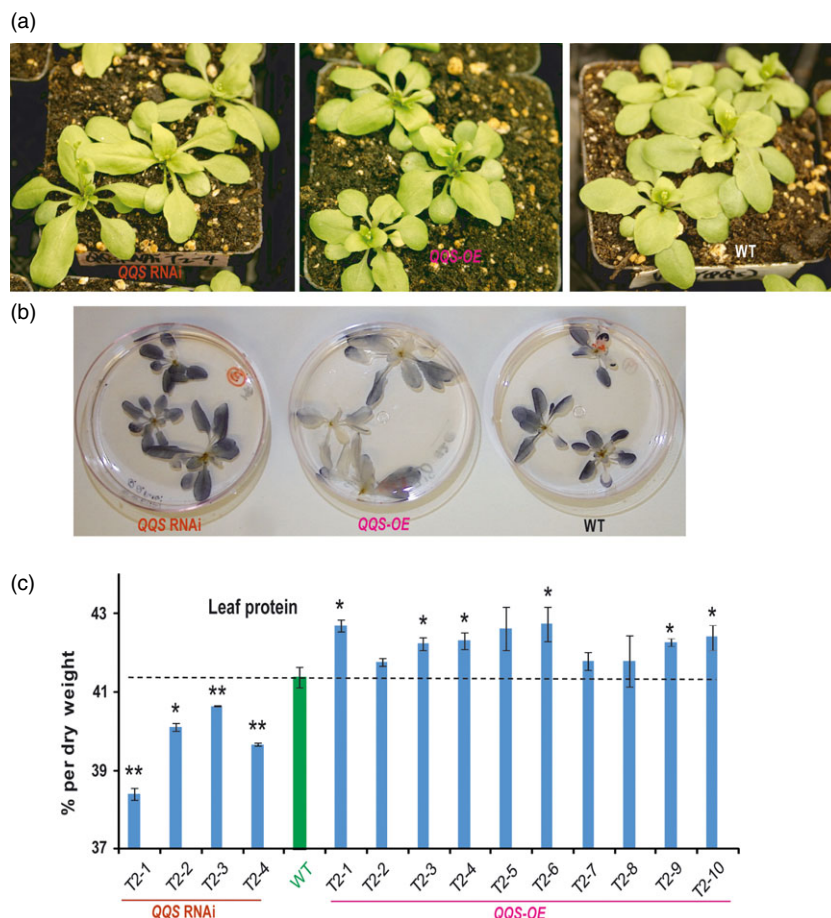 (a)
QQS RNAi
QQS-OE
WT
(b)
QQS RNAi
QQS-OE
WT
(c)
Leaf protein
% per dry weight
43
41
39
37
** * ** ** * * * * * *
T2-1 T2-2 T2-3 T2-4 WT T2-1 T2-2 T2-3 T2-4 T2-5 T2-6 T2-7 T2-8 T2-9 T2-10
QQS RNAi QQS-OE